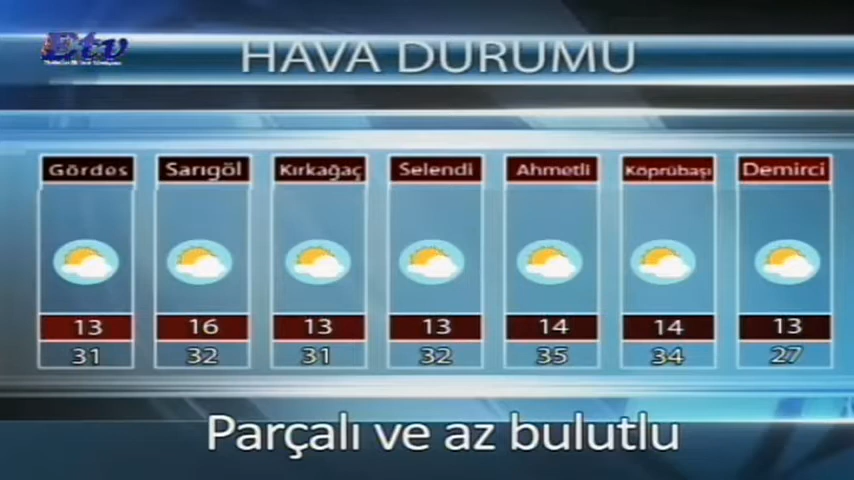 Etv
HAVA DURUMU
Gördes Sarıgöl Kırkağaç Selendi Ahmetli Köprübaşı Demirci
13 16 13 13 14 14 13
31 32 31 32 35 34 27
Parçalı ve az bulutlu